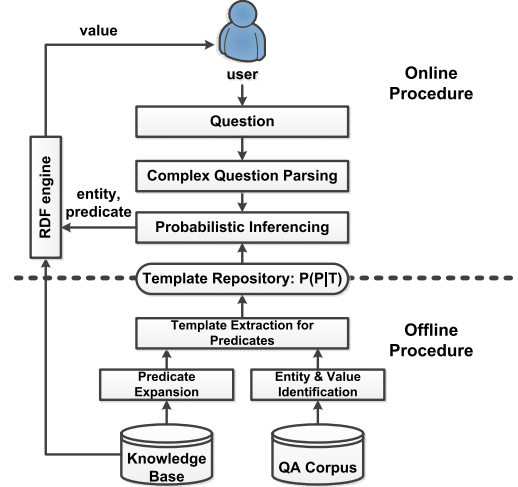 value
user
Online
Procedure
Question
Complex Question Parsing
RDF engine
entity,
predicate
Probabilistic Inferencing
Template Repository: P(P|T)
Template Extraction for
Predicates
Offline
Procedure
Predicate
Expansion
Entity & Value
Identification
Knowledge
Base
QA Corpus